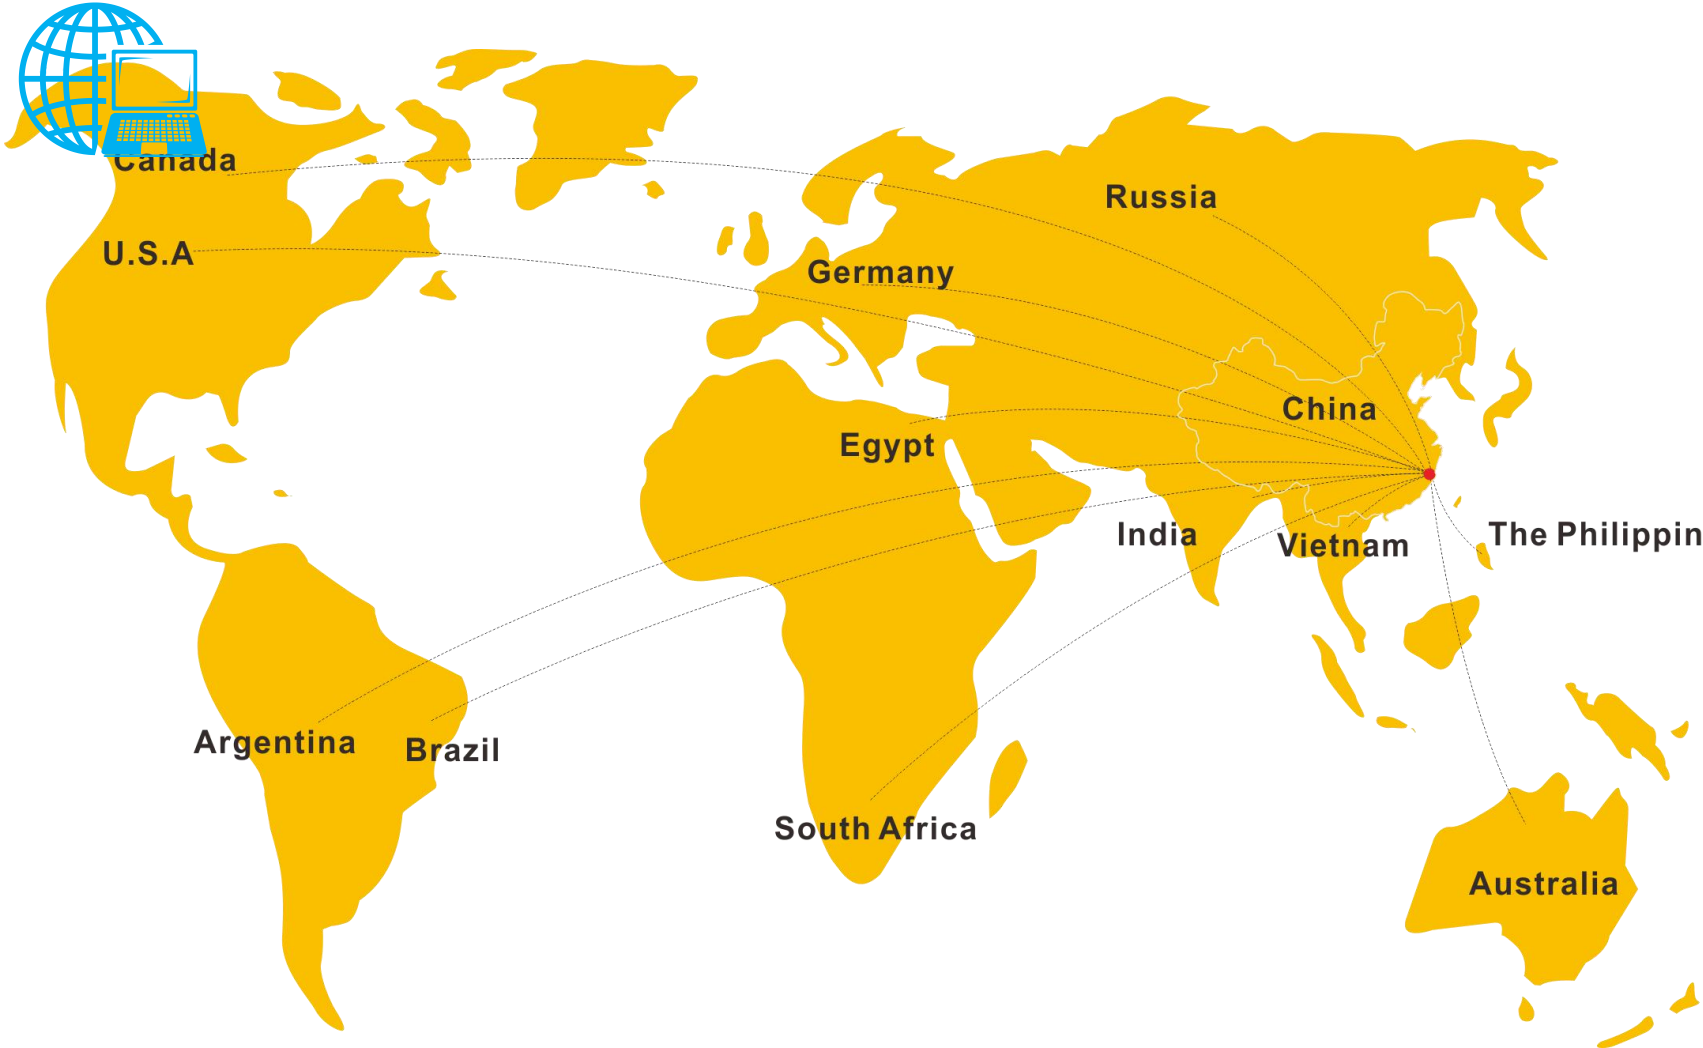 Canada
Russia
U.S.A
Germany
China
Egypt
India
Vietnam
The Philippin
Argentina
Brazil
South Africa
Australia